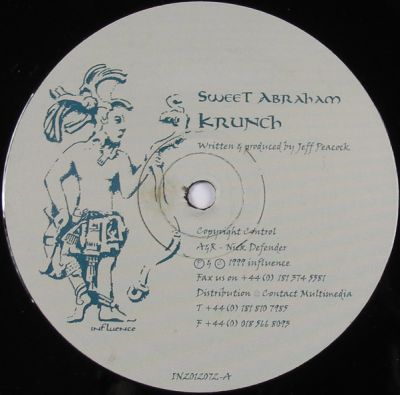 Sweet Abraham
Krunch
Written & produced by Jeff Peacock
Copyright Control
A&R - Nick Defender
℗ & © 1999 influence
Fax us on +44 (0) 181 374 5581
Distribution © Contact Multimedia
T +44 (0) 181 810 7985
F +44 (0) 018 566 8093
influence
IN2012072-A